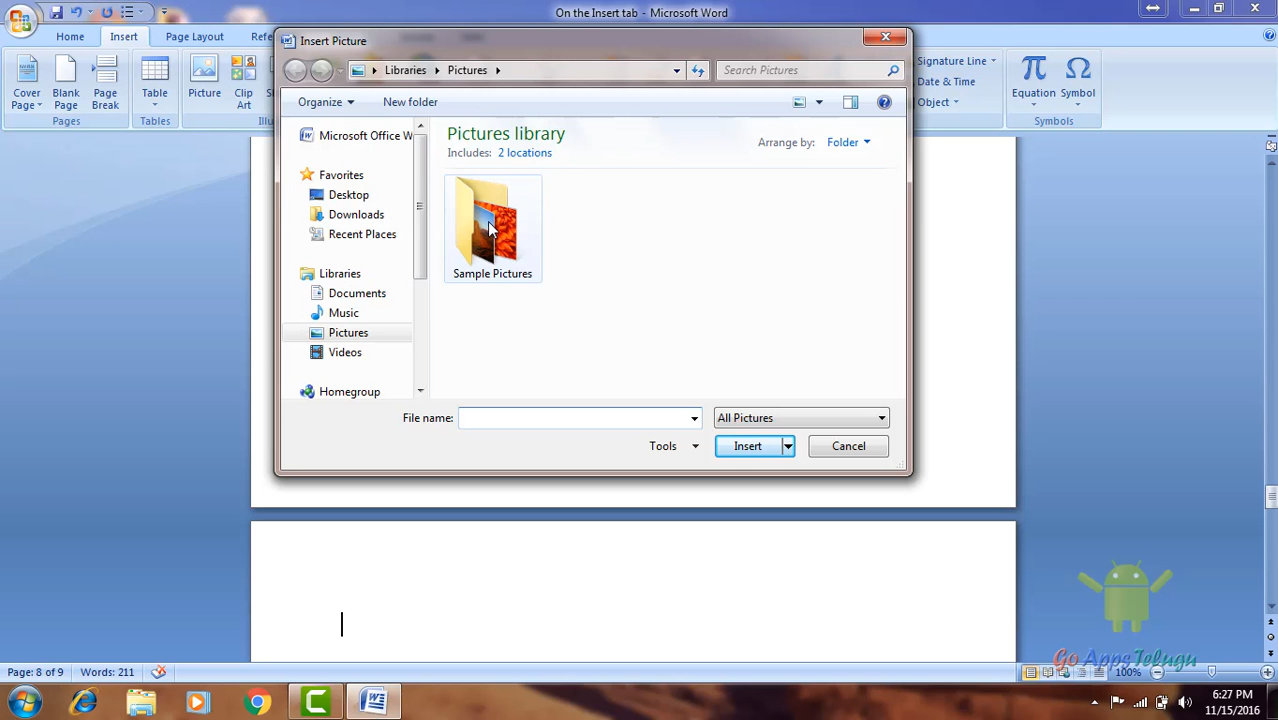 On the Insert tab - Microsoft Word
Home
Insert
Page Layout
Refe
Insert Picture
Cover
Page
Blank
Page
Page
Break
Pages
Table
Tables
Picture
Clip
Art
S
Illu
Signature Line
Date & Time
Object
Equation
Symbol
Symbols
Libraries
Pictures
Search Pictures
Organize
New folder
Microsoft Office W
Favorites
Desktop
Downloads
Recent Places
Libraries
Documents
Music
Pictures
Videos
Homegroup
Pictures library
Includes: 2 locations
Arrange by: Folder
Sample Pictures
File name:
All Pictures
Tools
Insert
Cancel
Go Apps Telugu
Page: 8 of 9
Words: 211
100%
6:27 PM
11/15/2016